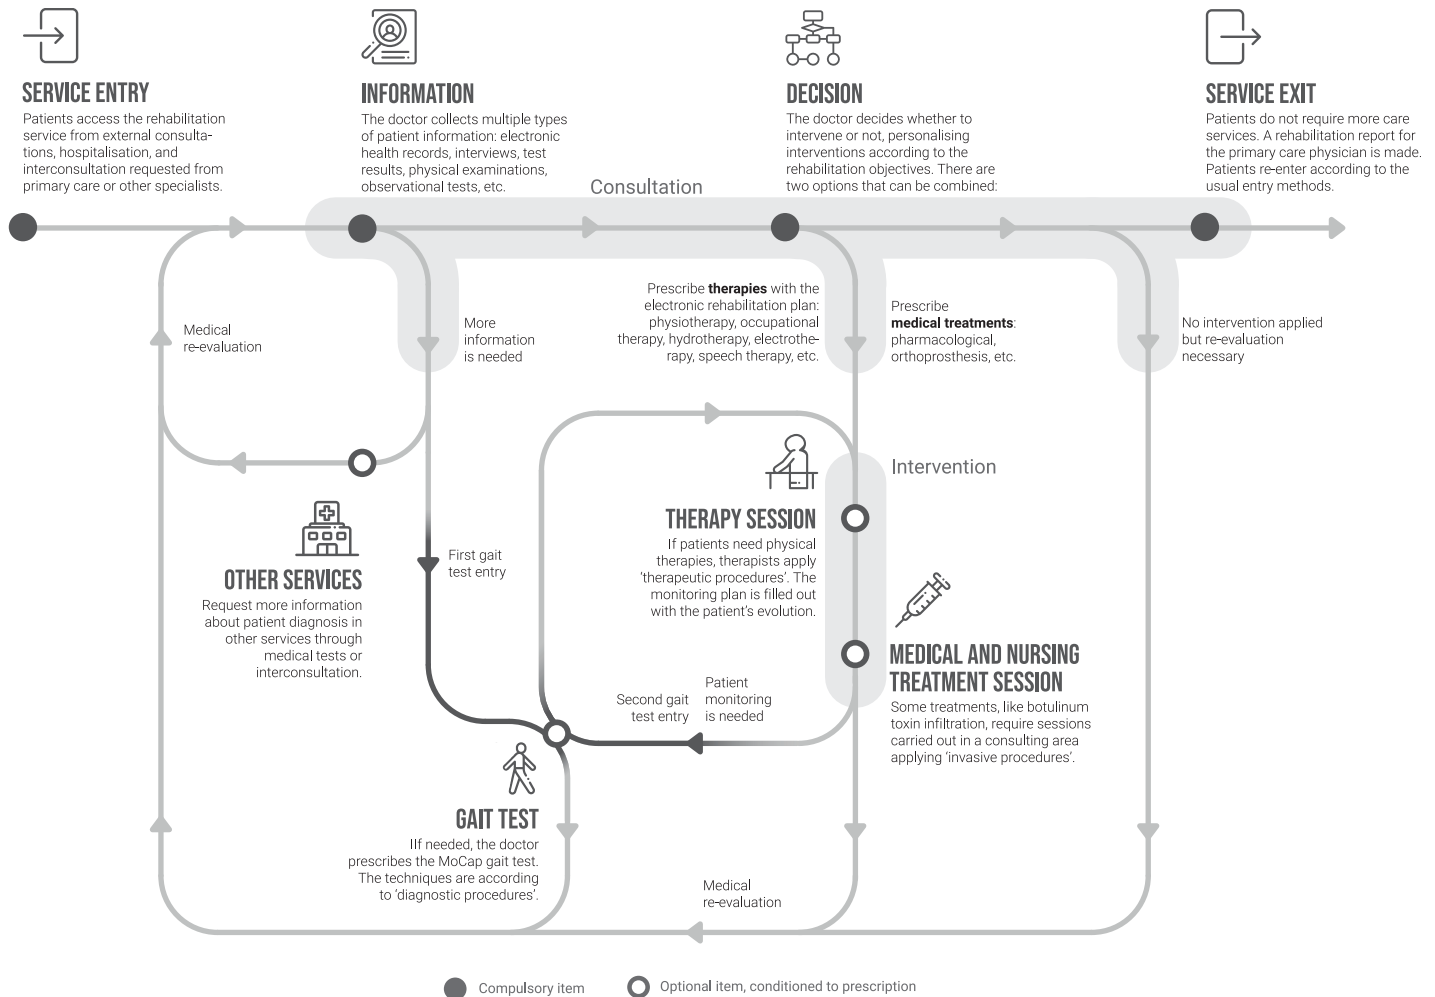 SERVICE ENTRY
Patients access the rehabilitation
service from external consulta-
tions, hospitalisation, and
interconsultation requested from
primary care or other specialists.
INFORMATION
The doctor collects multiple types
of patient information: electronic
health records, interviews, test
results, physical examinations,
observational tests, etc.
DECISION
The doctor decides whether to
intervene or not, personalising
interventions according to the
rehabilitation objectives. There are
two options that can be combined:
SERVICE EXIT
Patients do not require more care
services. A rehabilitation report for
the primary care physician is made.
Patients re-enter according to the
usual entry methods.
Consultation
Medical
re-evaluation
More
information
is needed
Prescribe therapies with the
electronic rehabilitation plan:
physiotherapy, occupational
therapy, hydrotherapy, electrothe-
rapy, speech therapy, etc.
Prescribe
medical treatments:
pharmacological,
orthoprosthesis, etc.
No intervention applied
but re-evaluation
necessary
Intervention
THERAPY SESSION
If patients need physical
therapies, therapists apply
'therapeutic procedures'. The
monitoring plan is filled out
with the patient's evolution.
First gait
test entry
OTHER SERVICES
Request more information
about patient diagnosis in
other services through
medical tests or
interconsultation.
MEDICAL AND NURSING
TREATMENT SESSION
Some treatments, like botulinum
toxin infiltration, require sessions
carried out in a consulting area
applying 'invasive procedures'.
Second gait
test entry
Patient
monitoring
is needed
GAIT TEST
IIf needed, the doctor
prescribes the MoCap gait test.
The techniques are according
to 'diagnostic procedures'.
Medical
re-evaluation
Compulsory item
Optional item, conditioned to prescription